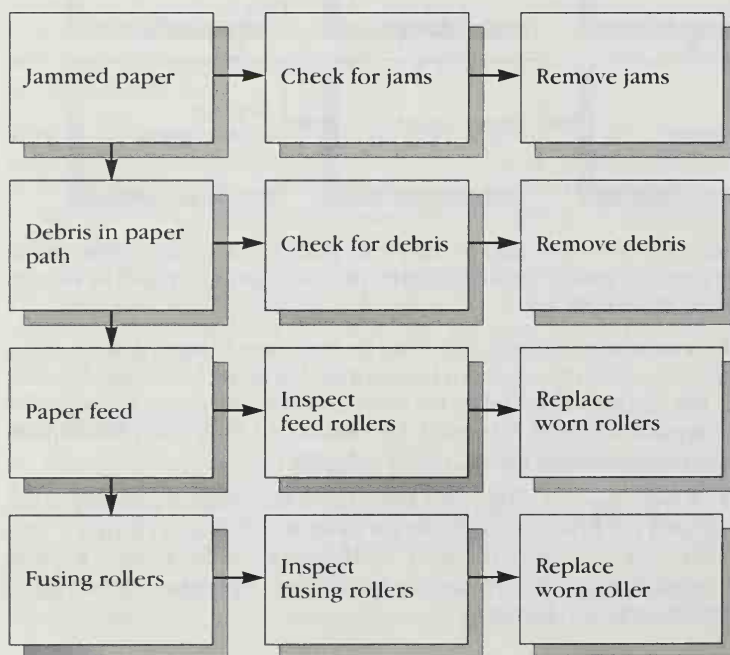 Jammed paper
Check for jams
Remove jams
Debris in paper
path
Check for debris
Remove debris
Paper feed
Inspect
feed rollers
Replace
worn rollers
Fusing rollers
Inspect
fusing rollers
Replace
worn roller